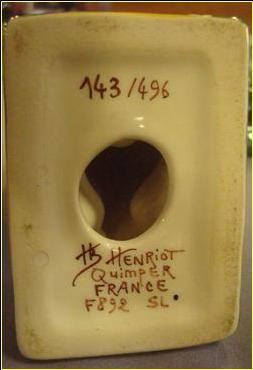 143/496
HB HENRIOT
QUIMPER
FRANCE
F892 SL.